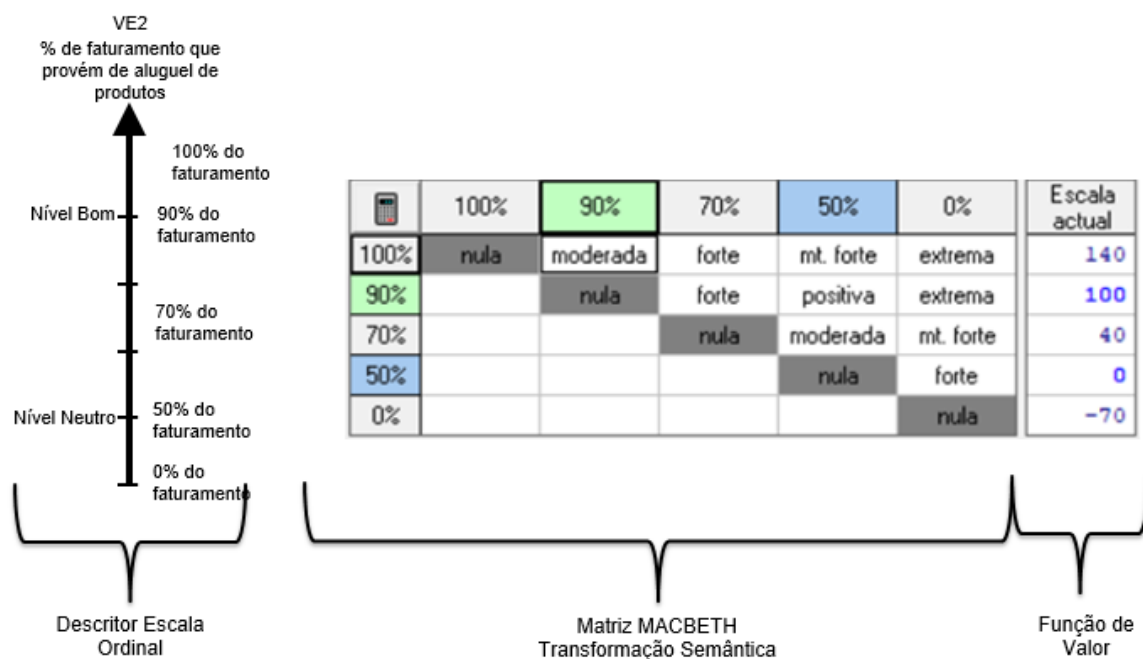 VE2
% de faturamento que
provém de aluguel de
produtos
100% do
faturamento
Nível Bom
90% do
faturamento
70% do
faturamento
Nível Neutro
50% do
faturamento
0% do
faturamento
100% 90% 70% 50% 0% Escala
actual
100% nula moderada forte mt. forte extrema 140
90% nula forte positiva extrema 100
70% nula moderada mt. forte 40
50% nula forte 0
0% nula -70
Descritor Escala
Ordinal
Matriz MACBETH
Transformação Semântica
Função de
Valor